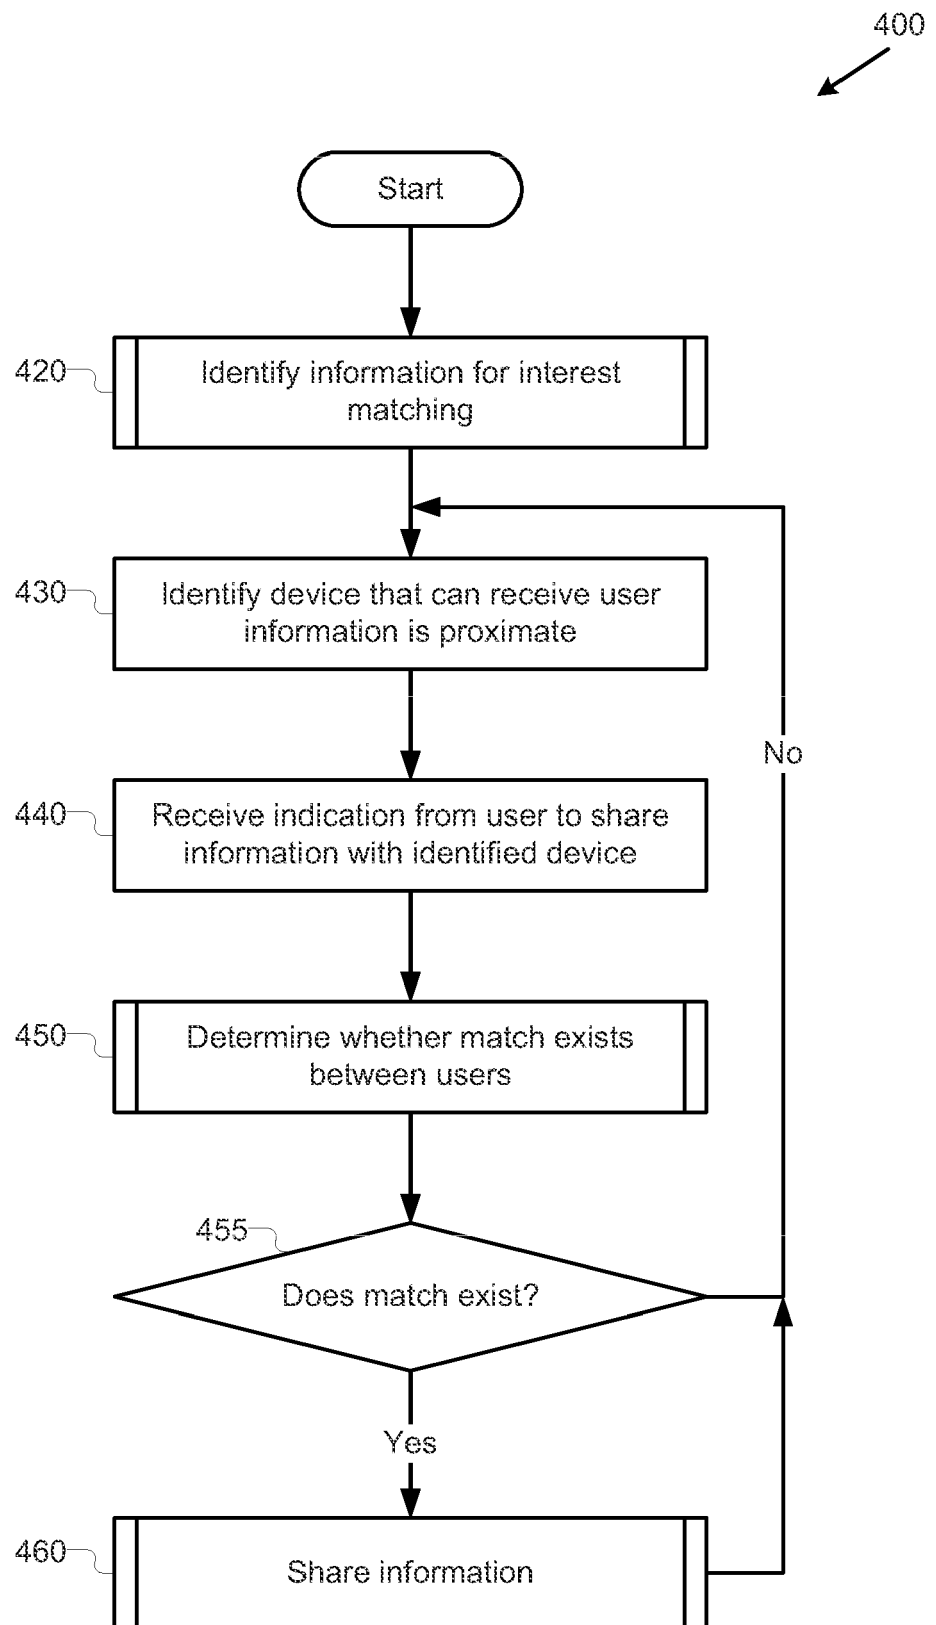 400
Start
420
Identify information for interest
matching
430
Identify device that can receive user
information is proximate
No
440
Receive indication from user to share
information with identified device
450
Determine whether match exists
between users
455
Does match exist?
Yes
460
Share information